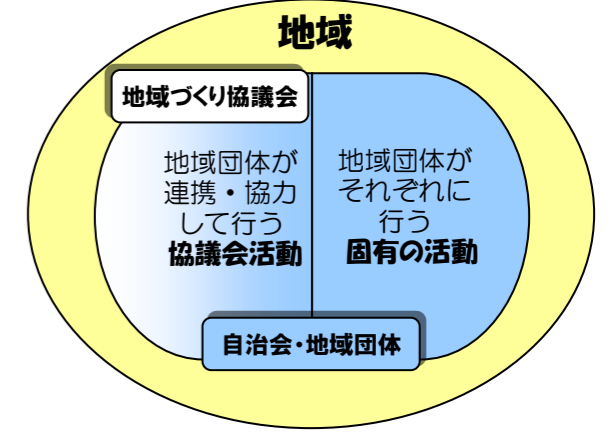 地域
地域づくり協議会
地域団体が
連携・協力
して行う
協議会活動
地域団体が
それぞれに
行う
固有の活動
自治会・地域団体